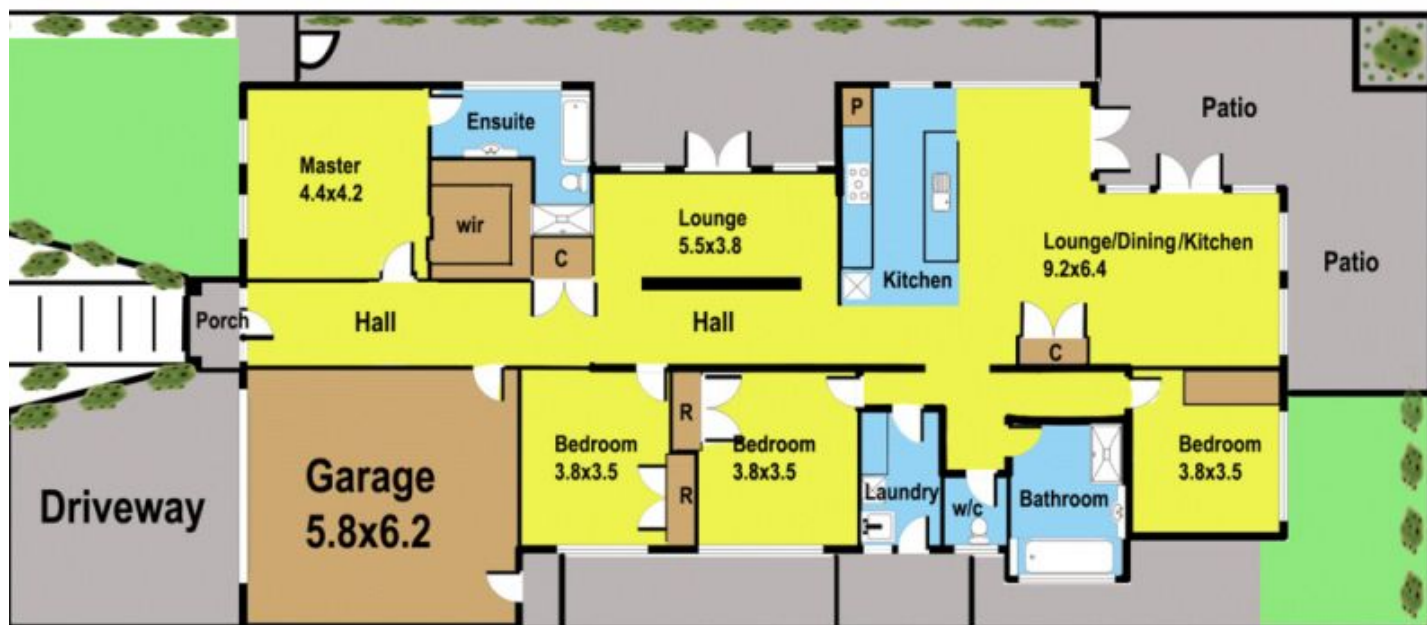 Master
4.4x4.2
Ensuite
wir
C
Lounge
5.5x3.8
P
Kitchen
Lounge/Dining/Kitchen
9.2x6.4
Patio
Patio
Porch
Hall
Hall
C
Driveway
Garage
5.8x6.2
Bedroom
3.8x3.5
R
R
Bedroom
3.8x3.5
Laundry
w/c
Bathroom
Bedroom
3.8x3.5